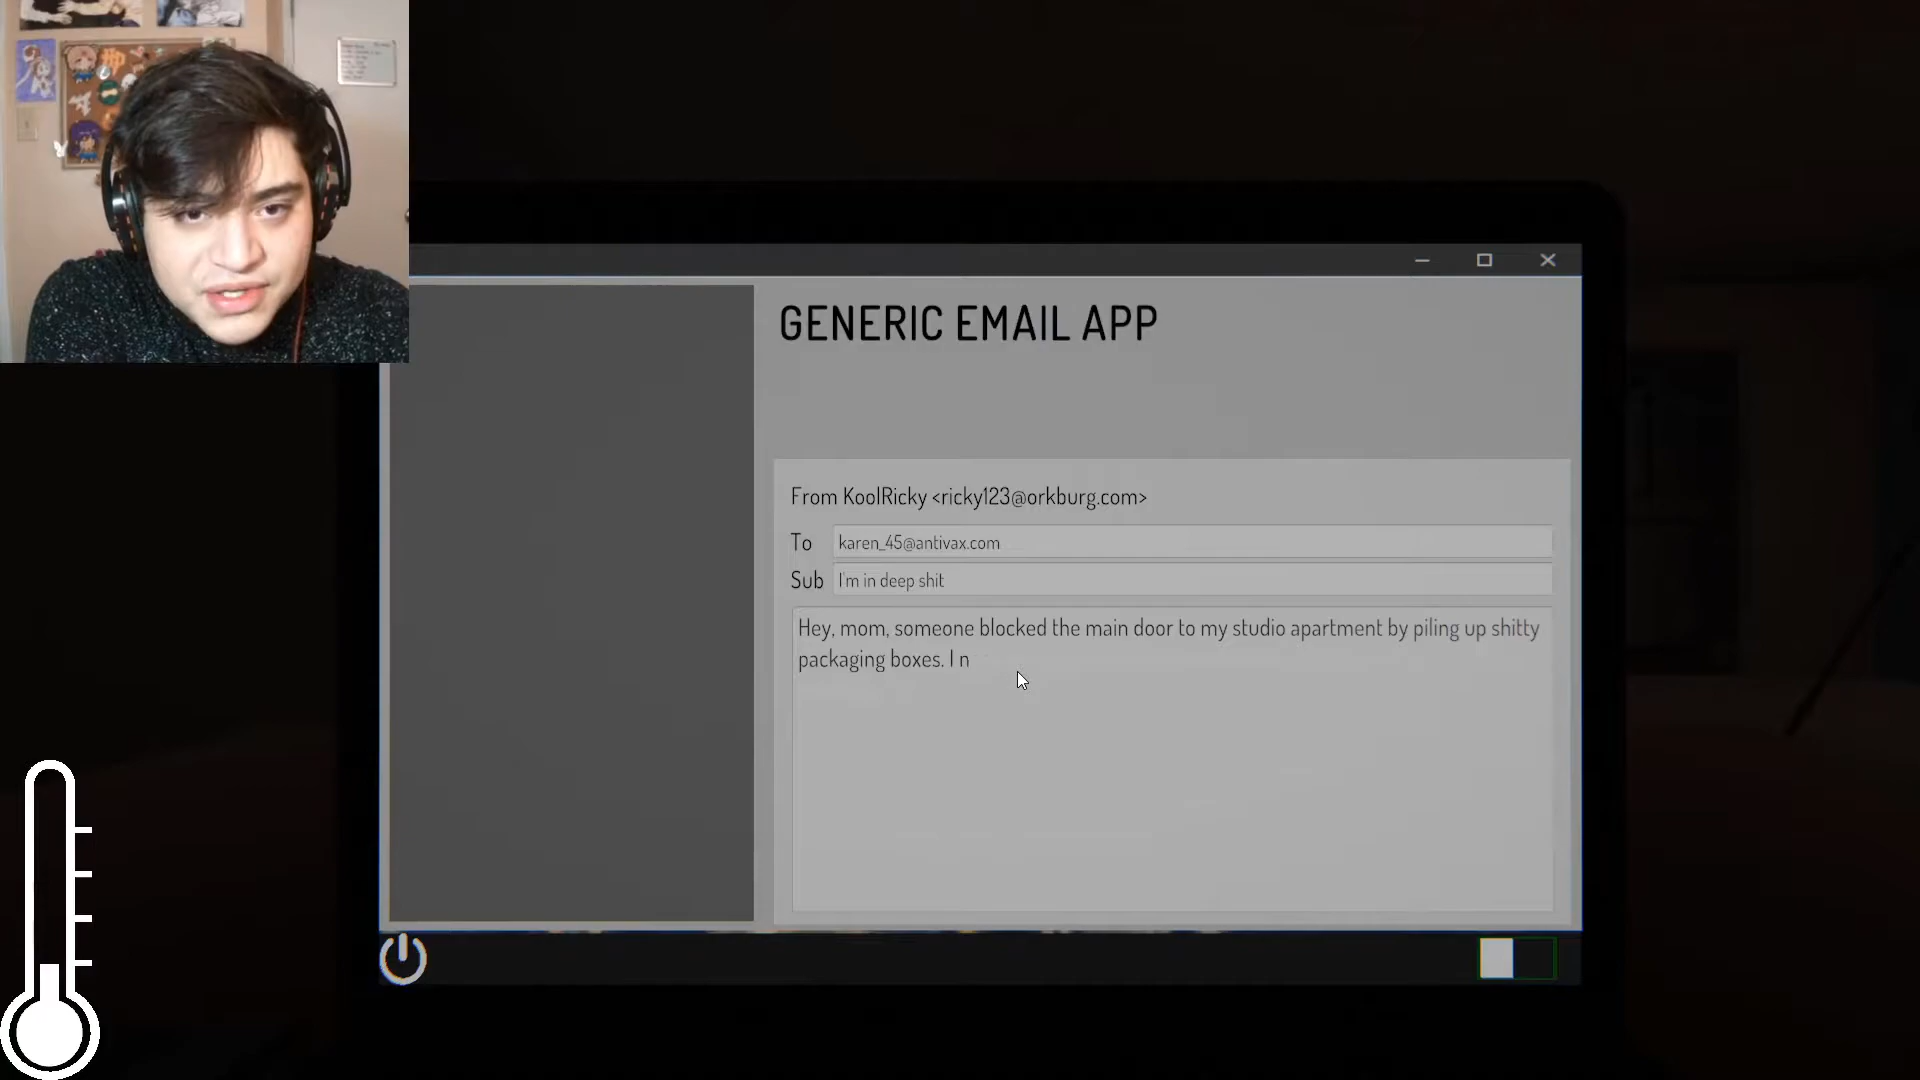 GENERIC EMAIL APP
From KoolRicky <ricky123@orkburg.com>
To karen_45@antivax.com
Sub I'm in deep shit
Hey, mom, someone blocked the main door to my studio apartment by piling up shitty
packaging boxes. I n